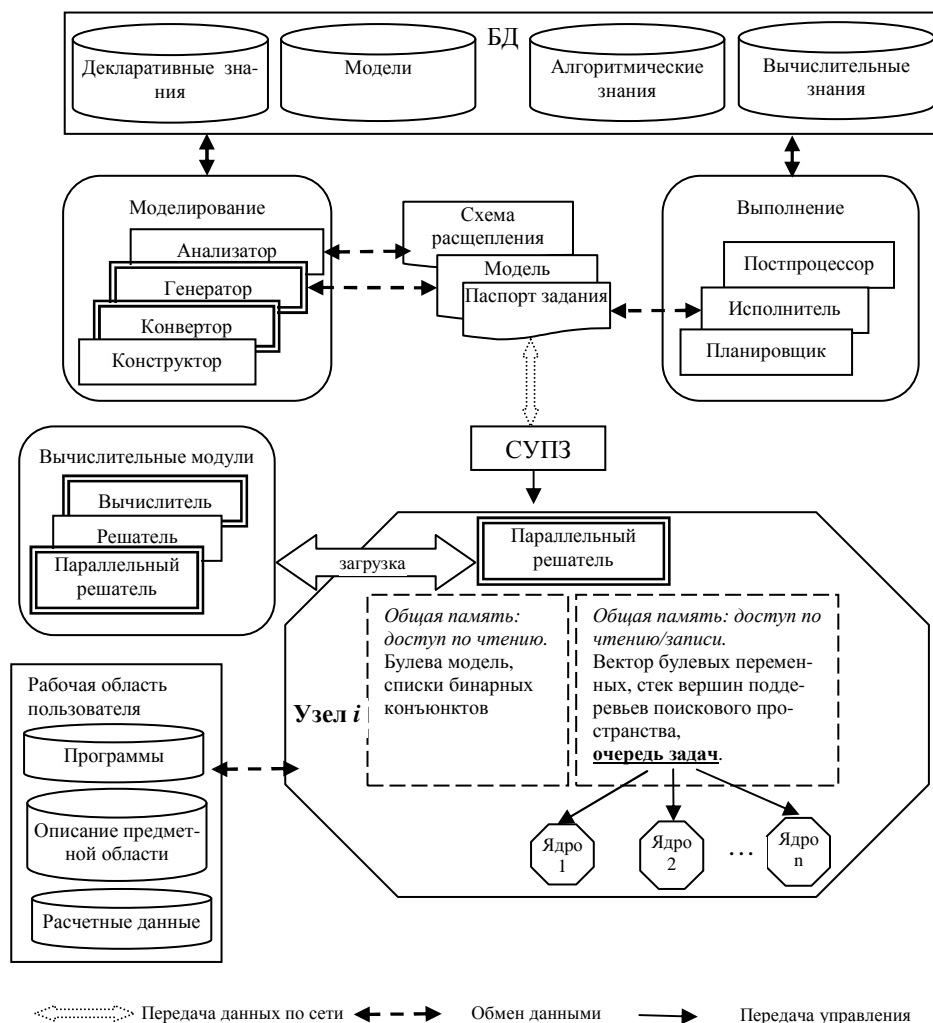 БД
Декларативные зна-
ния
Модели
Алгоритмические
знания
Вычислительные
знания
Моделирование
Анализатор
Генератор
Конвертор
Конструктор
Схема
расщепления
Модель
Паспорт задания
Выполнение
Постпроцессор
Исполнитель
Планировщик
СУПЗ
Вычислительные модули
Вычислитель
Решатель
Параллельный
решатель
загрузка
Параллельный
решатель
Общая память:
доступ по чтению.
Булева модель,
списки бинарных
конъюнктов
Общая память: доступ по
чтению/записи.
Вектор булевых перемен-
ных, стек вершин подде-
ревьев поискового про-
странства,
очередь задач.
Узел i
Ядро
1
Ядро
2
…
Ядро
n
Рабочая область
пользователя
Программы
Описание предмет-
ной области
Расчетные данные
Передача данных по сети
Обмен данными
Передача управления